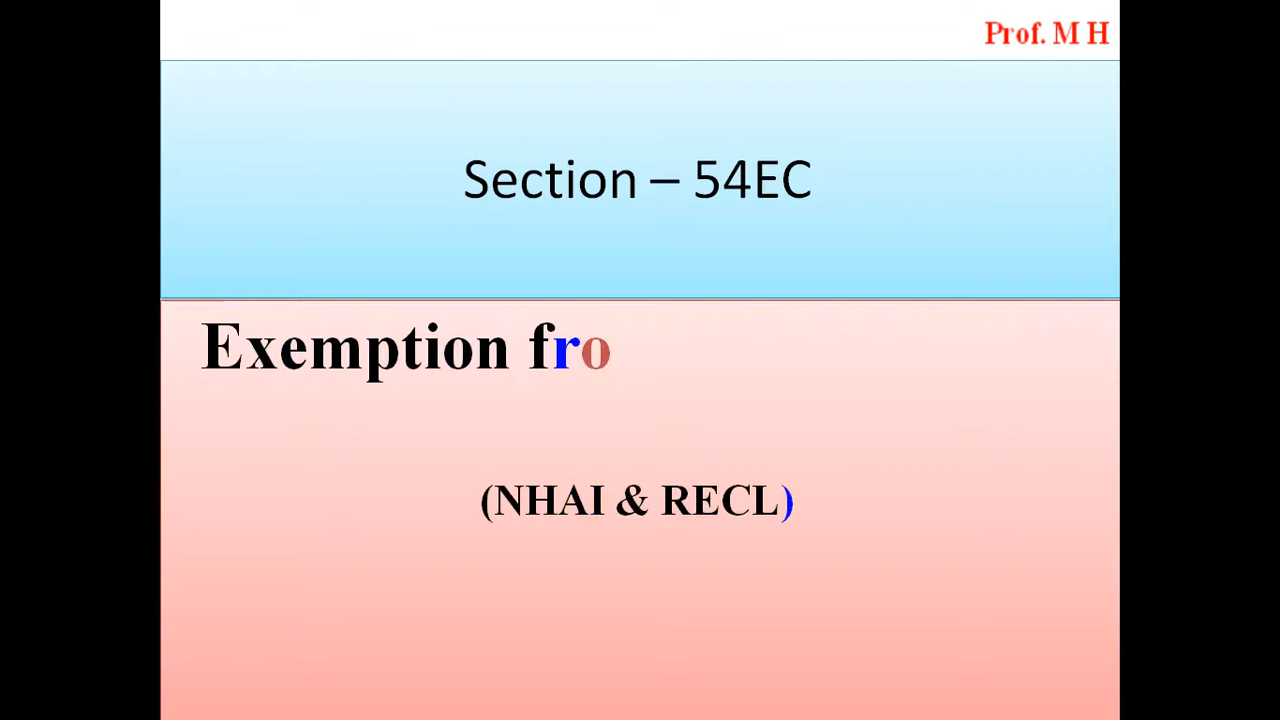 Prof. M H
Section – 54EC
Exemption fro
(NHAI & RECL)